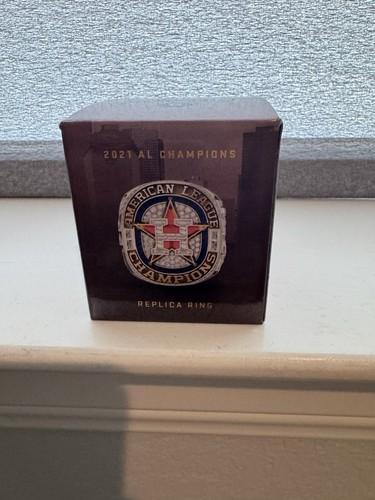 2021 AL CHAMPIONS
AMERICAN LEAGUE
H
CHAMPIONS
REPLICA RING